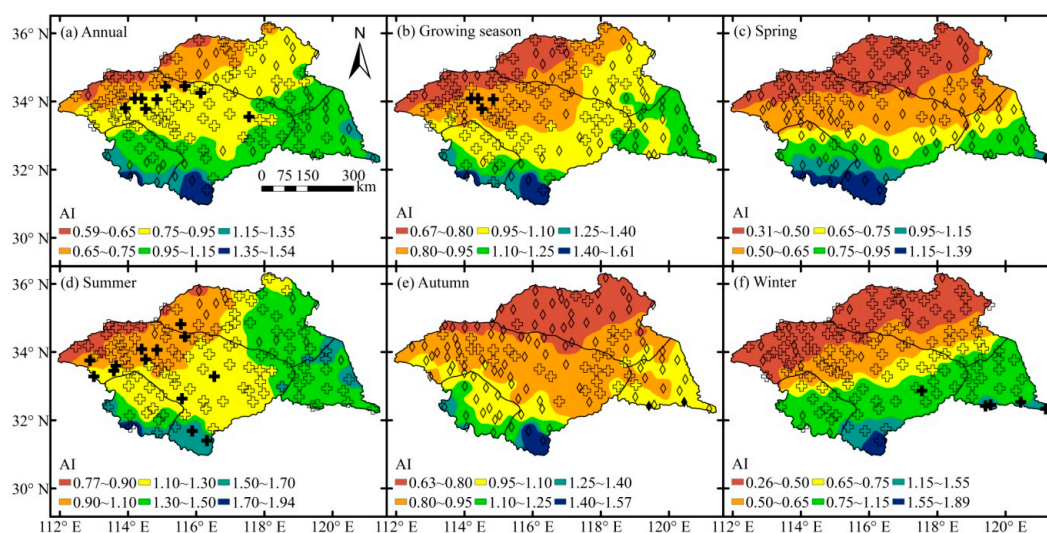 36° N
34° N
32° N
30° N
(a) Annual
N
0 75 150 300
km
AI
0.59~0.65 0.75~0.95 1.15~1.35
0.65~0.75 0.95~1.15 1.35~1.54
(b) Growing season
AI
0.67~0.80 0.95~1.10 1.25~1.40
0.80~0.95 1.10~1.25 1.40~1.61
(c) Spring
AI
0.31~0.50 0.65~0.75 0.95~1.15
0.50~0.65 0.75~0.95 1.15~1.39
36° N
34° N
32° N
30° N
(d) Summer
AI
0.77~0.90 1.10~1.30 1.50~1.70
0.90~1.10 1.30~1.50 1.70~1.94
(e) Autumn
AI
0.63~0.80 0.95~1.10 1.25~1.40
0.80~0.95 1.10~1.25 1.40~1.57
(f) Winter
AI
0.26~0.50 0.65~0.75 1.15~1.55
0.50~0.65 0.75~1.15 1.55~1.89
112° E 114° E 116° E 118° E 120° E 112° E 114° E 116° E 118° E 120° E 112° E 114° E 116° E 118° E 120° E